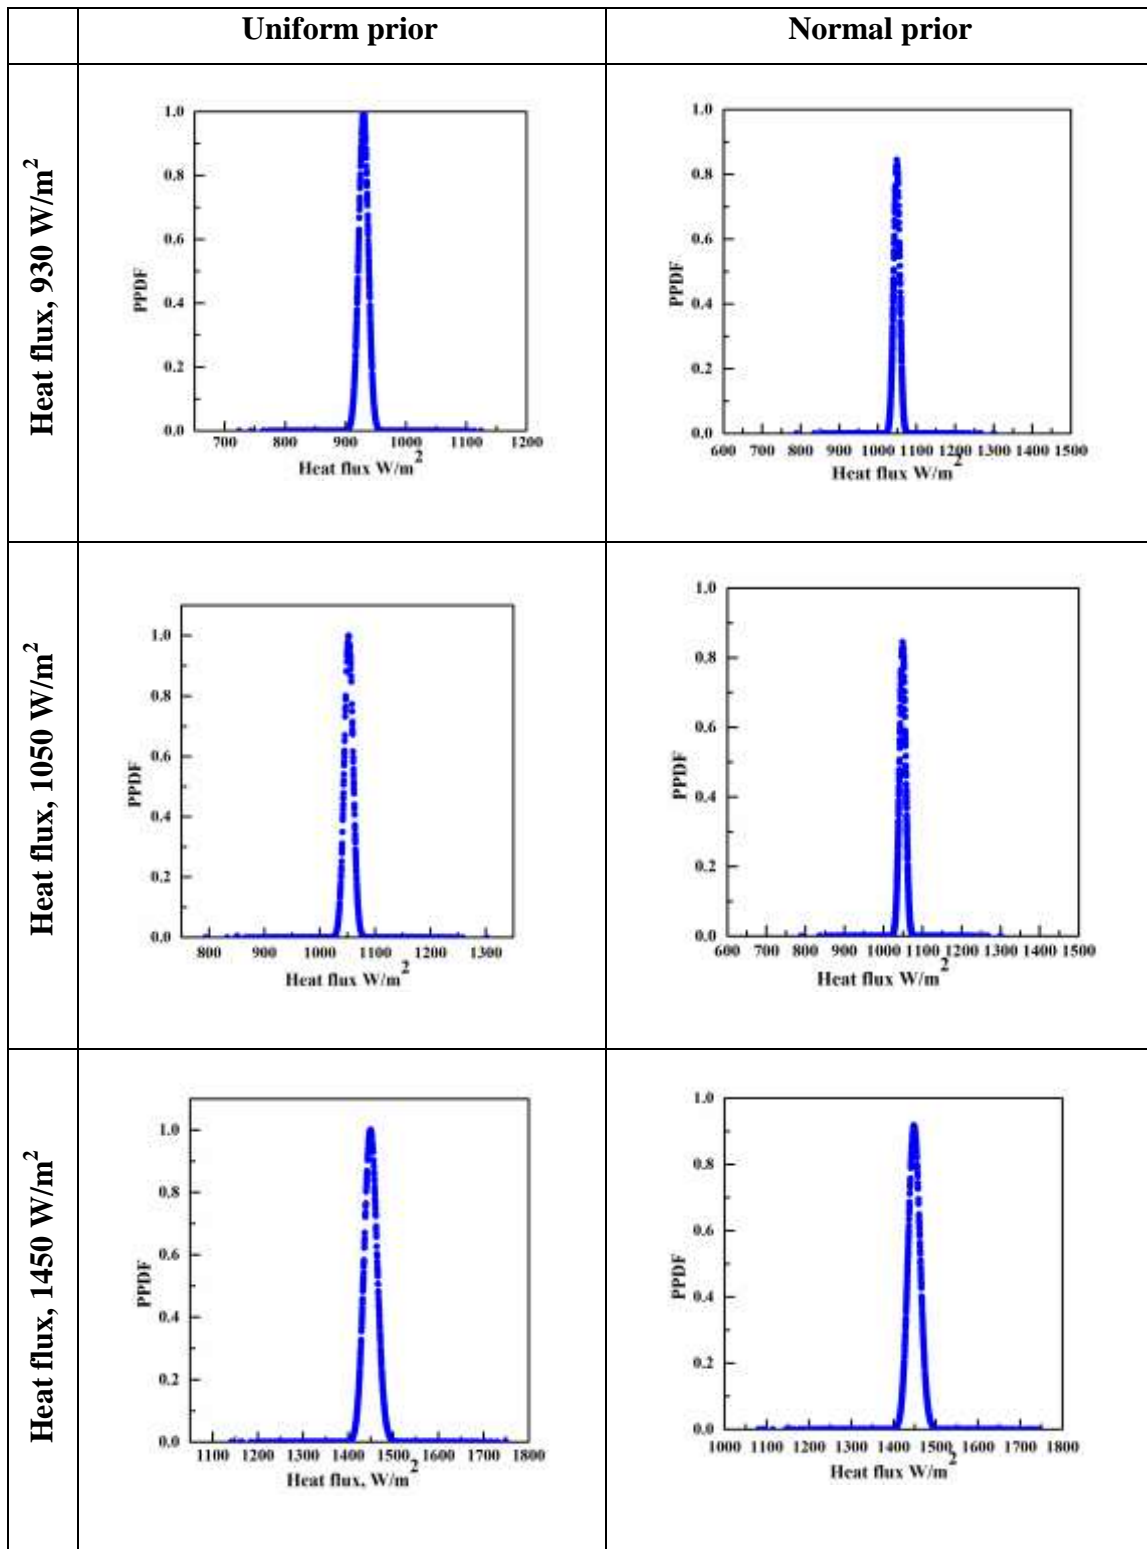 Uniform prior
Normal prior
Heat flux, 930 W/m²
PPDF
1.0
0.8
0.6
0.4
0.2
0.0
700 800 900 1000 1100 1200
Heat flux W/m²
PPDF
1.0
0.8
0.6
0.4
0.2
0.0
600 700 800 900 1000 1100 1200 1300 1400 1500
Heat flux W/m²
Heat flux, 1050 W/m²
PPDF
1.0
0.8
0.6
0.4
0.2
0.0
800 900 1000 1100 1200 1300
Heat flux W/m²
PPDF
1.0
0.8
0.6
0.4
0.2
0.0
600 700 800 900 1000 1100 1200 1300 1400 1500
Heat flux W/m²
Heat flux, 1450 W/m²
PPDF
1.0
0.8
0.6
0.4
0.2
0.0
1100 1200 1300 1400 1500 1600 1700 1800
Heat flux, W/m²
PPDF
1.0
0.8
0.6
0.4
0.2
0.0
1000 1100 1200 1300 1400 1500 1600 1700 1800
Heat flux W/m²